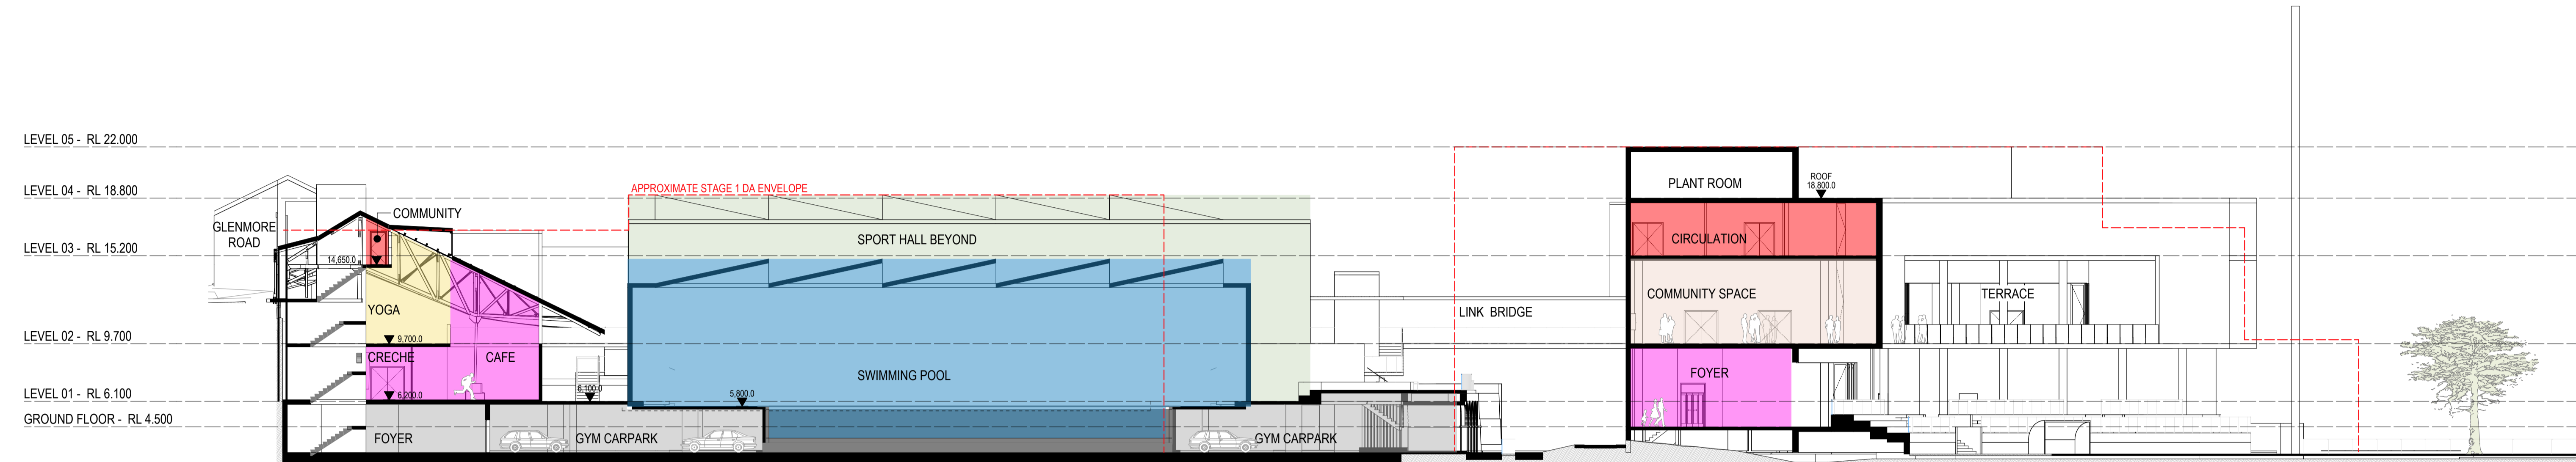 LEVEL 05 - RL 22.000
LEVEL 04 - RL 18.800
LEVEL 03 - RL 15.200
LEVEL 02 - RL 9.700
LEVEL 01 - RL 6.100
GROUND FLOOR - RL 4.500
GLENMORE
ROAD
COMMUNITY
14,650.0
YOGA
9,700.0
CRECHE
CAFE
6,200.0
FOYER
6,100.0
GYM CARPARK
APPROXIMATE STAGE 1 DA ENVELOPE
SPORT HALL BEYOND
SWIMMING POOL
5,800.0
GYM CARPARK
LINK BRIDGE
PLANT ROOM
ROOF
18,800.0
CIRCULATION
COMMUNITY SPACE
FOYER
TERRACE